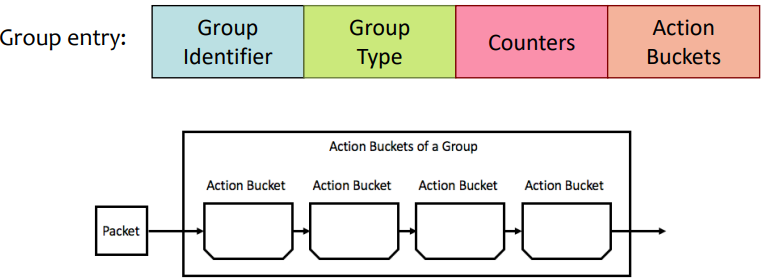 Group entry:
Group
Identifier
Group
Type
Counters
Action
Buckets
Action Buckets of a Group
Action Bucket
Action Bucket
Action Bucket
Action Bucket
Packet